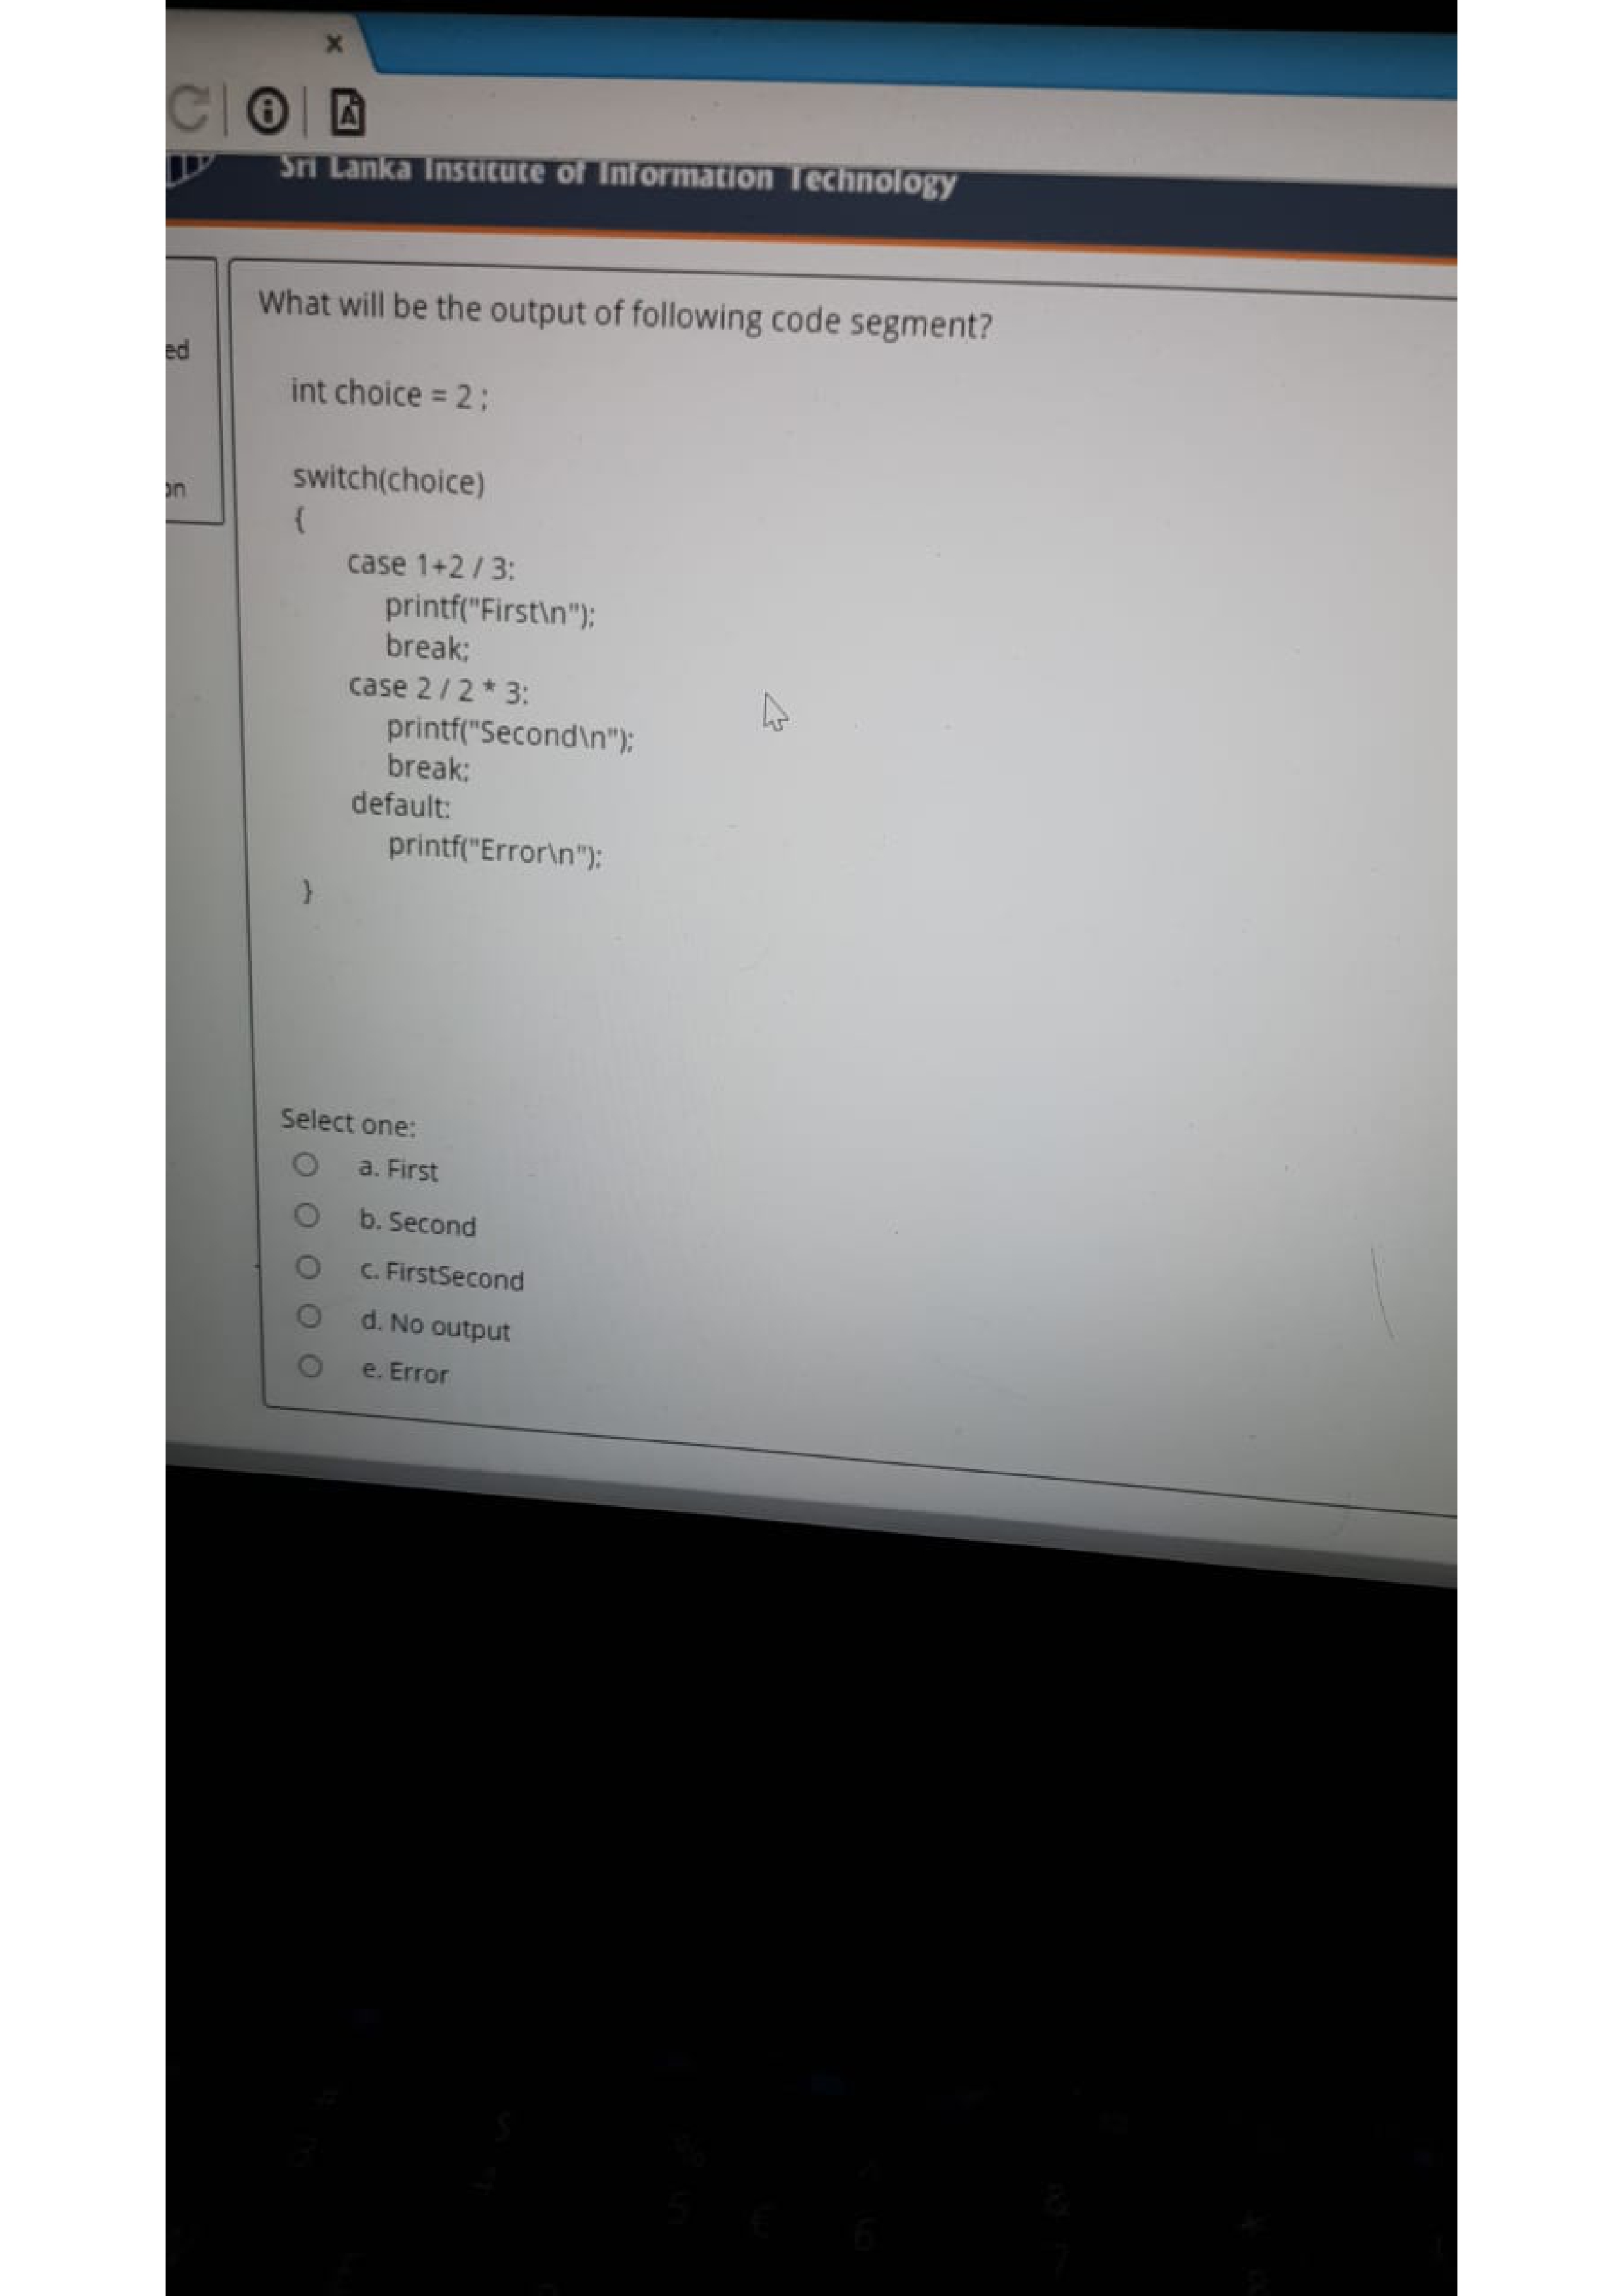 x
Sri Lanka Institute of Information Technology
ed
on
What will be the output of following code segment?
int choice = 2 ;
switch(choice)
{
case 1+2 / 3:
printf("First\n");
break;
case 2 / 2 * 3:
printf("Second\n");
break;
default:
printf("Error\n");
}
Select one:
a. First
b. Second
c. FirstSecond
d. No output
e. Error